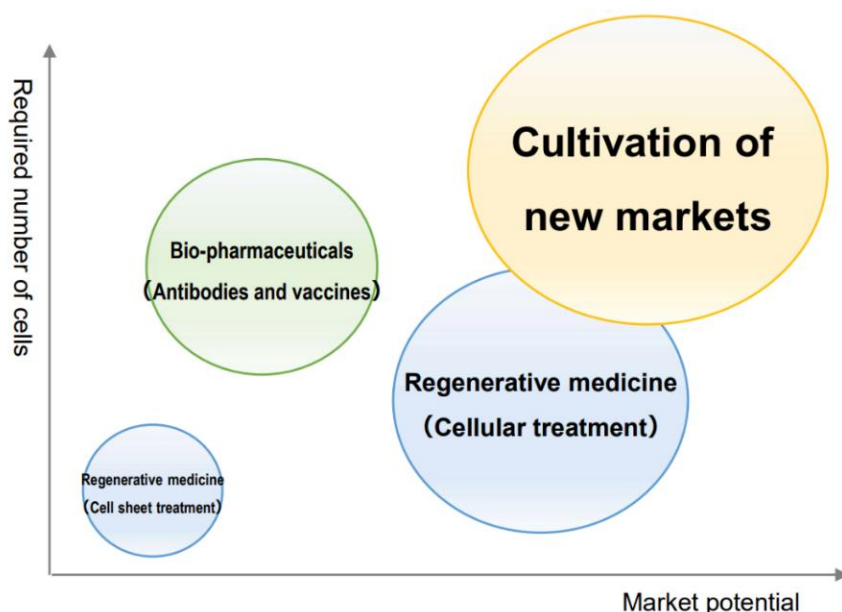 Required number of cells
Cultivation of
new markets
Bio-pharmaceuticals
（Antibodies and vaccines）
Regenerative medicine
（Cellular treatment）
Regenerative medicine
（Cell sheet treatment）
Market potential